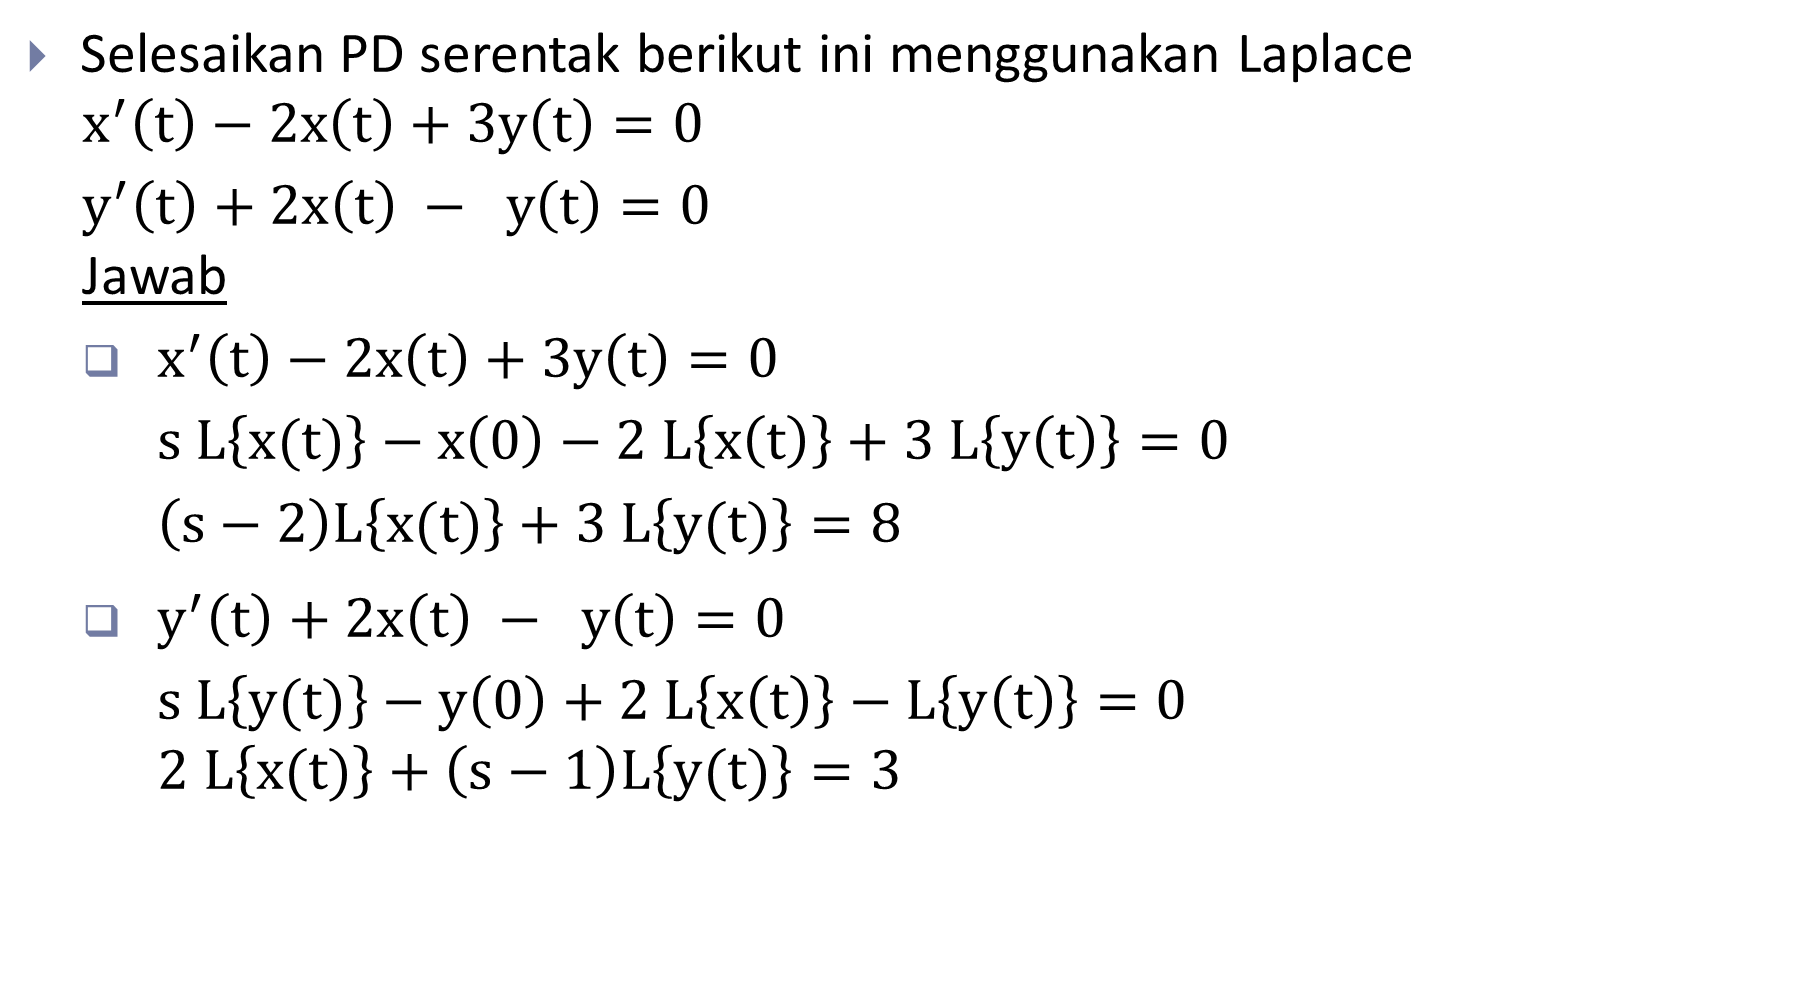 Selesaikan PD serentak berikut ini menggunakan Laplace
x′(t) − 2x(t) + 3y(t) = 0
y′(t) + 2x(t) − y(t) = 0
Jawab
x′(t) − 2x(t) + 3y(t) = 0
s L{x(t)} − x(0) − 2 L{x(t)} + 3 L{y(t)} = 0
(s − 2)L{x(t)} + 3 L{y(t)} = 8
y′(t) + 2x(t) − y(t) = 0
s L{y(t)} − y(0) + 2 L{x(t)} − L{y(t)} = 0
2 L{x(t)} + (s − 1)L{y(t)} = 3